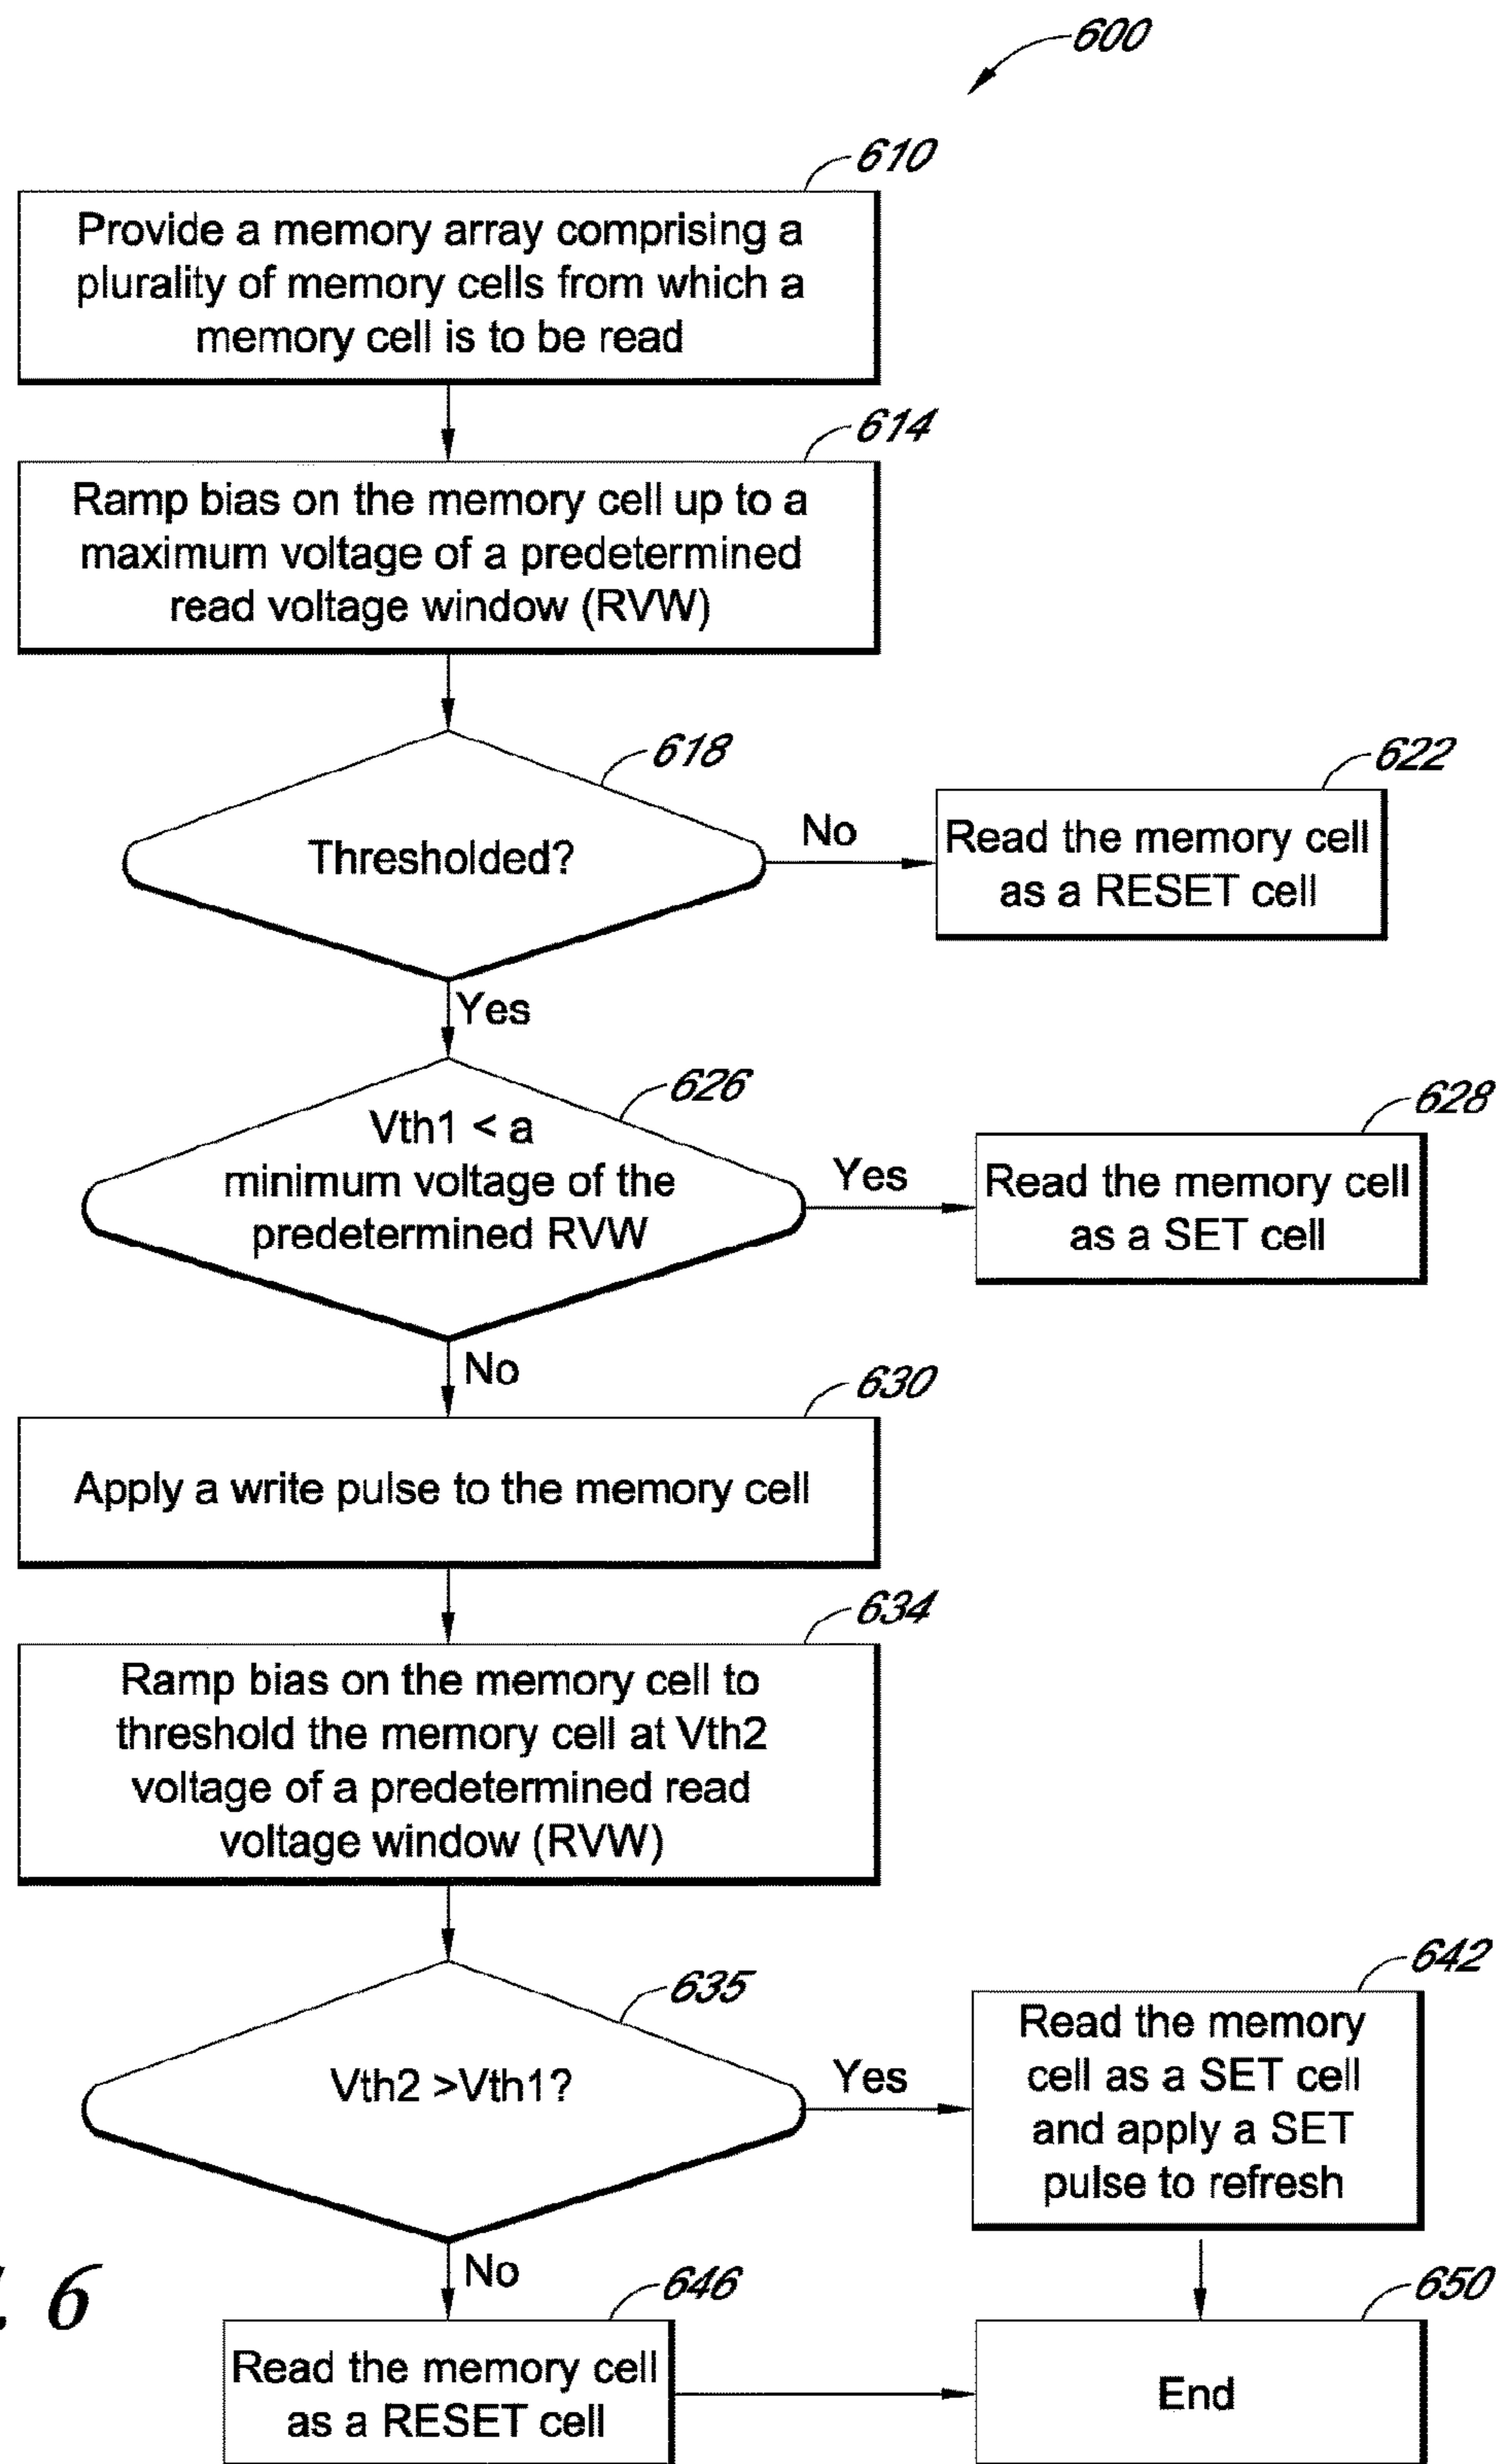 600
610
Provide a memory array comprising a
plurality of memory cells from which a
memory cell is to be read
614
Ramp bias on the memory cell up to a
maximum voltage of a predetermined
read voltage window (RVW)
618
Thresholded?
No
622
Read the memory cell
as a RESET cell
Yes
626
Vth1 < a
minimum voltage of the
predetermined RVW
Yes
628
Read the memory cell
as a SET cell
No
630
Apply a write pulse to the memory cell
634
Ramp bias on the memory cell to
threshold the memory cell at Vth2
voltage of a predetermined read
voltage window (RVW)
635
Vth2 >Vth1?
Yes
642
Read the memory
cell as a SET cell
and apply a SET
pulse to refresh
No
646
Read the memory cell
as a RESET cell
650
End
6